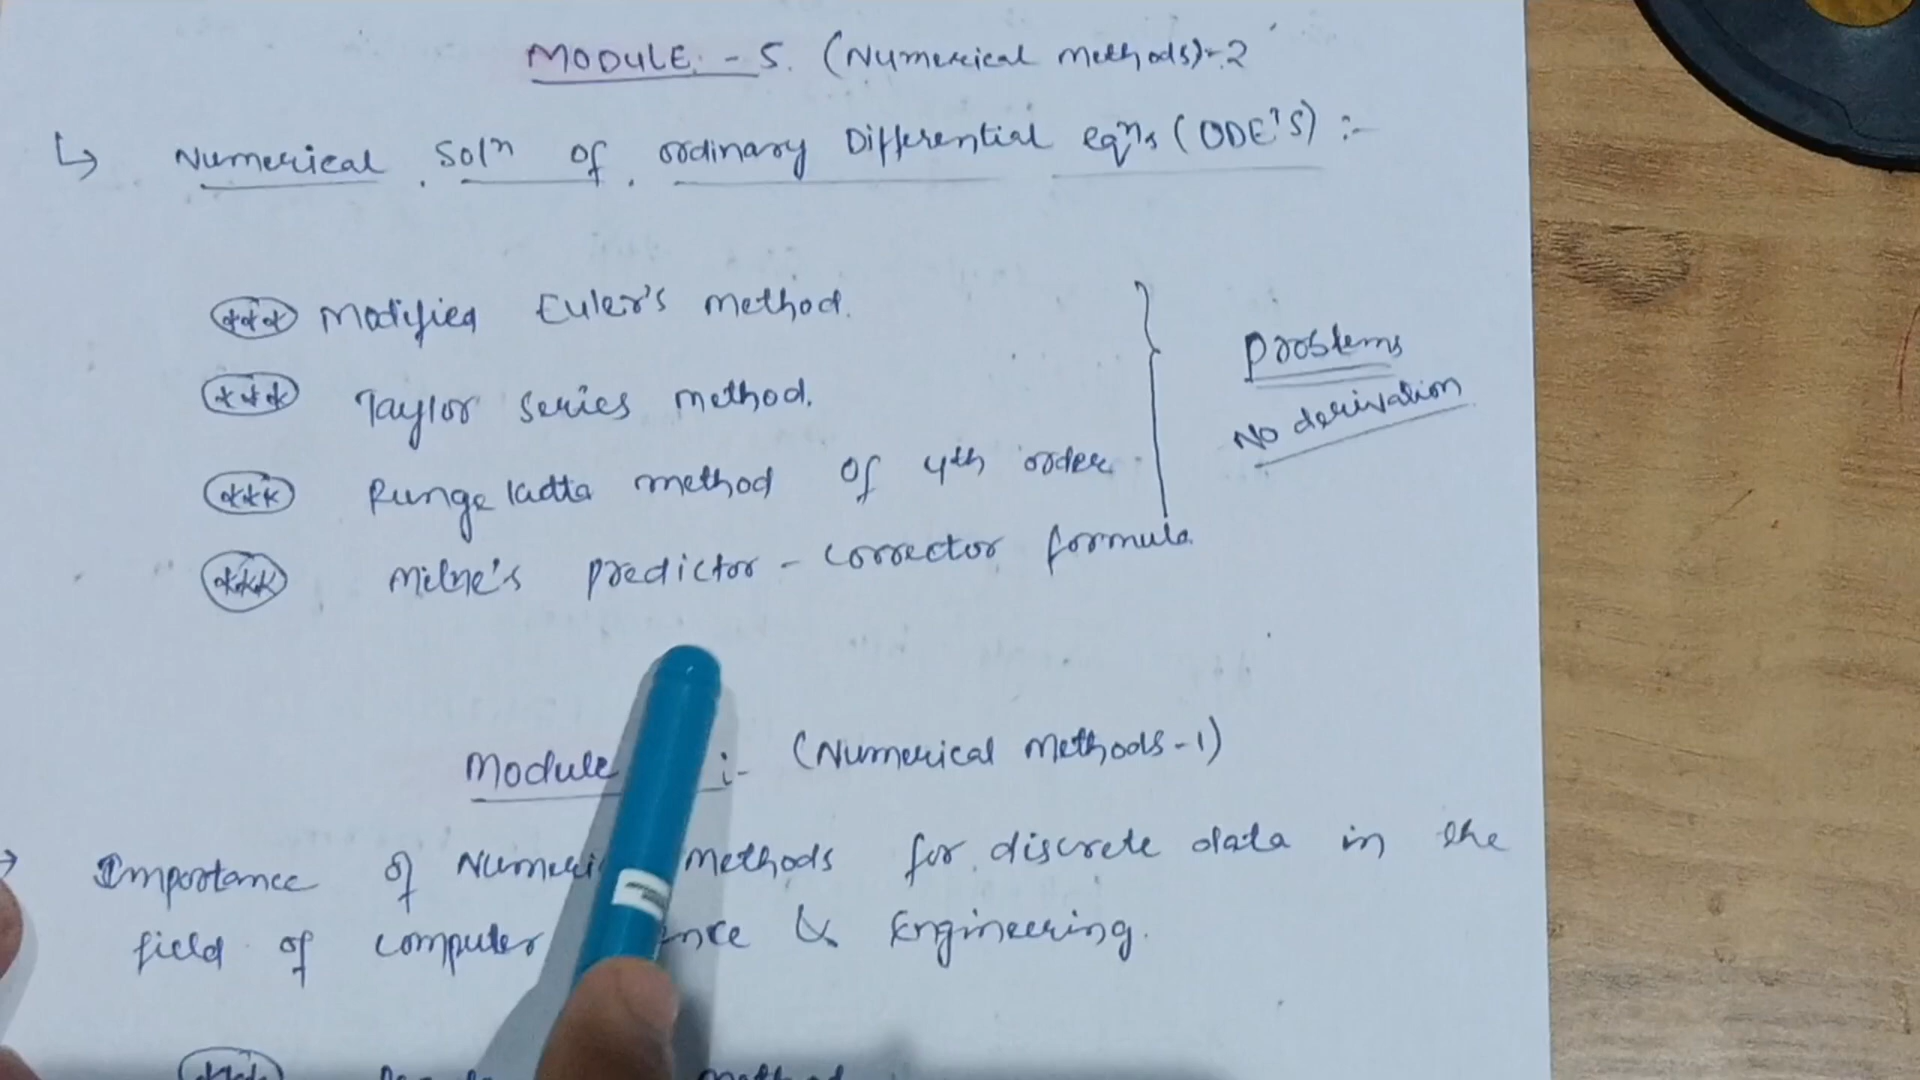 MODULE - 5. (Numerical methods)-2
↳ Numerical Solⁿ of ordinary Differential eqⁿs (ODE'S) :-
*** Modified Euler's method.
*** Taylor series method.
*** Runge kutta method of 4th order
*** Milne's predictor - corrector formula
problems
No derivation
Module :- (Numerical Methods-1)
→ Importance of Numeri methods for discrete data in the
field of computer ence & Engineering.
***